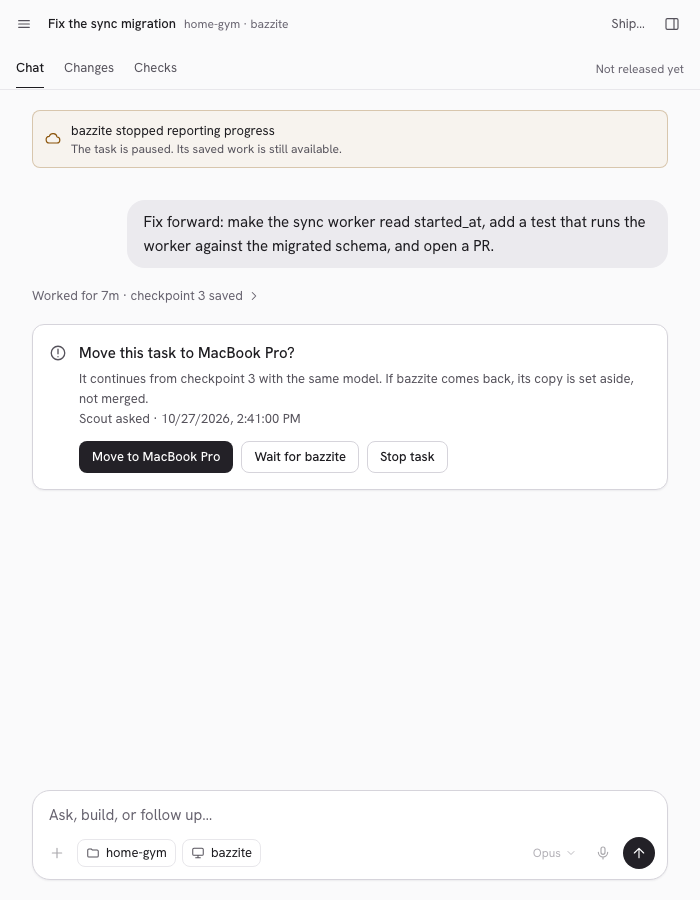 Fix the sync migration home-gym · bazzite Ship...
Chat Changes Checks Not released yet
bazzite stopped reporting progress
The task is paused. Its saved work is still available.
Fix forward: make the sync worker read started_at, add a test that runs the
worker against the migrated schema, and open a PR.
Worked for 7m · checkpoint 3 saved
Move this task to MacBook Pro?
It continues from checkpoint 3 with the same model. If bazzite comes back, its copy is set aside,
not merged.
Scout asked · 10/27/2026, 2:41:00 PM
Move to MacBook Pro Wait for bazzite Stop task
Ask, build, or follow up...
home-gym bazzite Opus